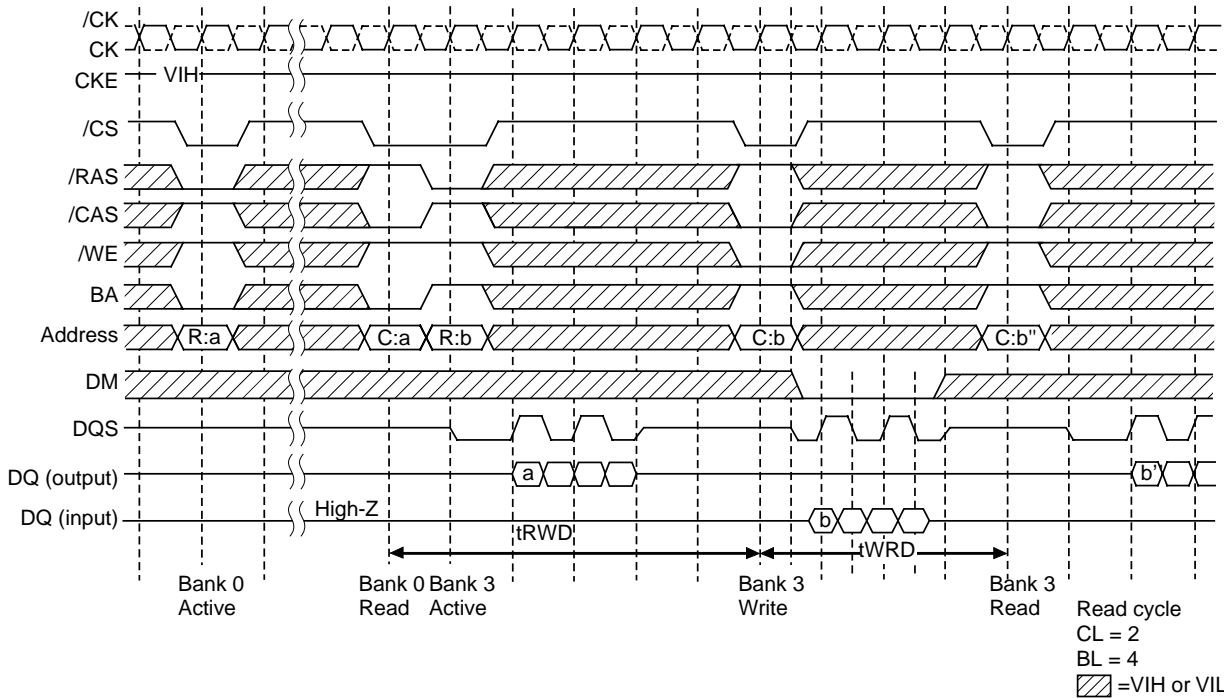 /CK
CK
CKE
VIH
/CS
/RAS
/CAS
/WE
BA
Address
R:a
C:a
R:b
C:b
C:b"
DM
DQS
DQ (output)
a
b'
DQ (input)
High-Z
b
tRWD
tWRD
Bank 0
Active
Bank 0
Read
Bank 3
Active
Bank 3
Write
Bank 3
Read
Read cycle
CL = 2
BL = 4
=VIH or VIL